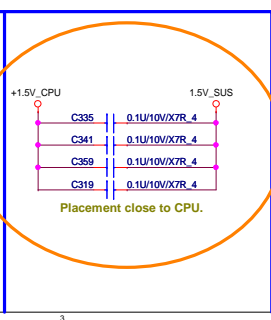 +1.5V_CPU 1.5V_SUS
C335 0.1U/10V/X7R_4
C341 0.1U/10V/X7R_4
C359 0.1U/10V/X7R_4
C319 0.1U/10V/X7R_4
Placement close to CPU.
3